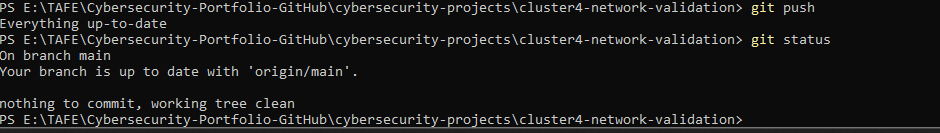 PS E:\TAFE\Cybersecurity-Portfolio-GitHub\cybersecurity-projects\cluster4-network-validation> git push
Everything up-to-date
PS E:\TAFE\Cybersecurity-Portfolio-GitHub\cybersecurity-projects\cluster4-network-validation> git status
On branch main
Your branch is up to date with 'origin/main'.
nothing to commit, working tree clean
PS E:\TAFE\Cybersecurity-Portfolio-GitHub\cybersecurity-projects\cluster4-network-validation>